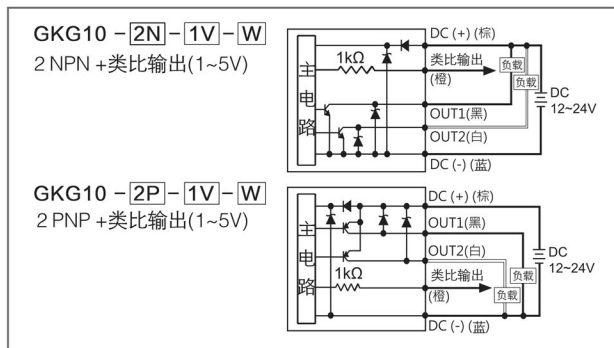 GKG10 - 2N - 1V - W
2 NPN +类比输出(1~5V)
主电路
1kΩ
DC (+) (棕)
类比输出
(橙)
OUT1(黑)
OUT2(白)
DC (-) (蓝)
负载
负载
DC
12~24V
GKG10 - 2P - 1V - W
2 PNP +类比输出(1~5V)
主电路
1kΩ
DC (+) (棕)
OUT1(黑)
OUT2(白)
类比输出
(橙)
DC (-) (蓝)
负载
负载
DC
12~24V